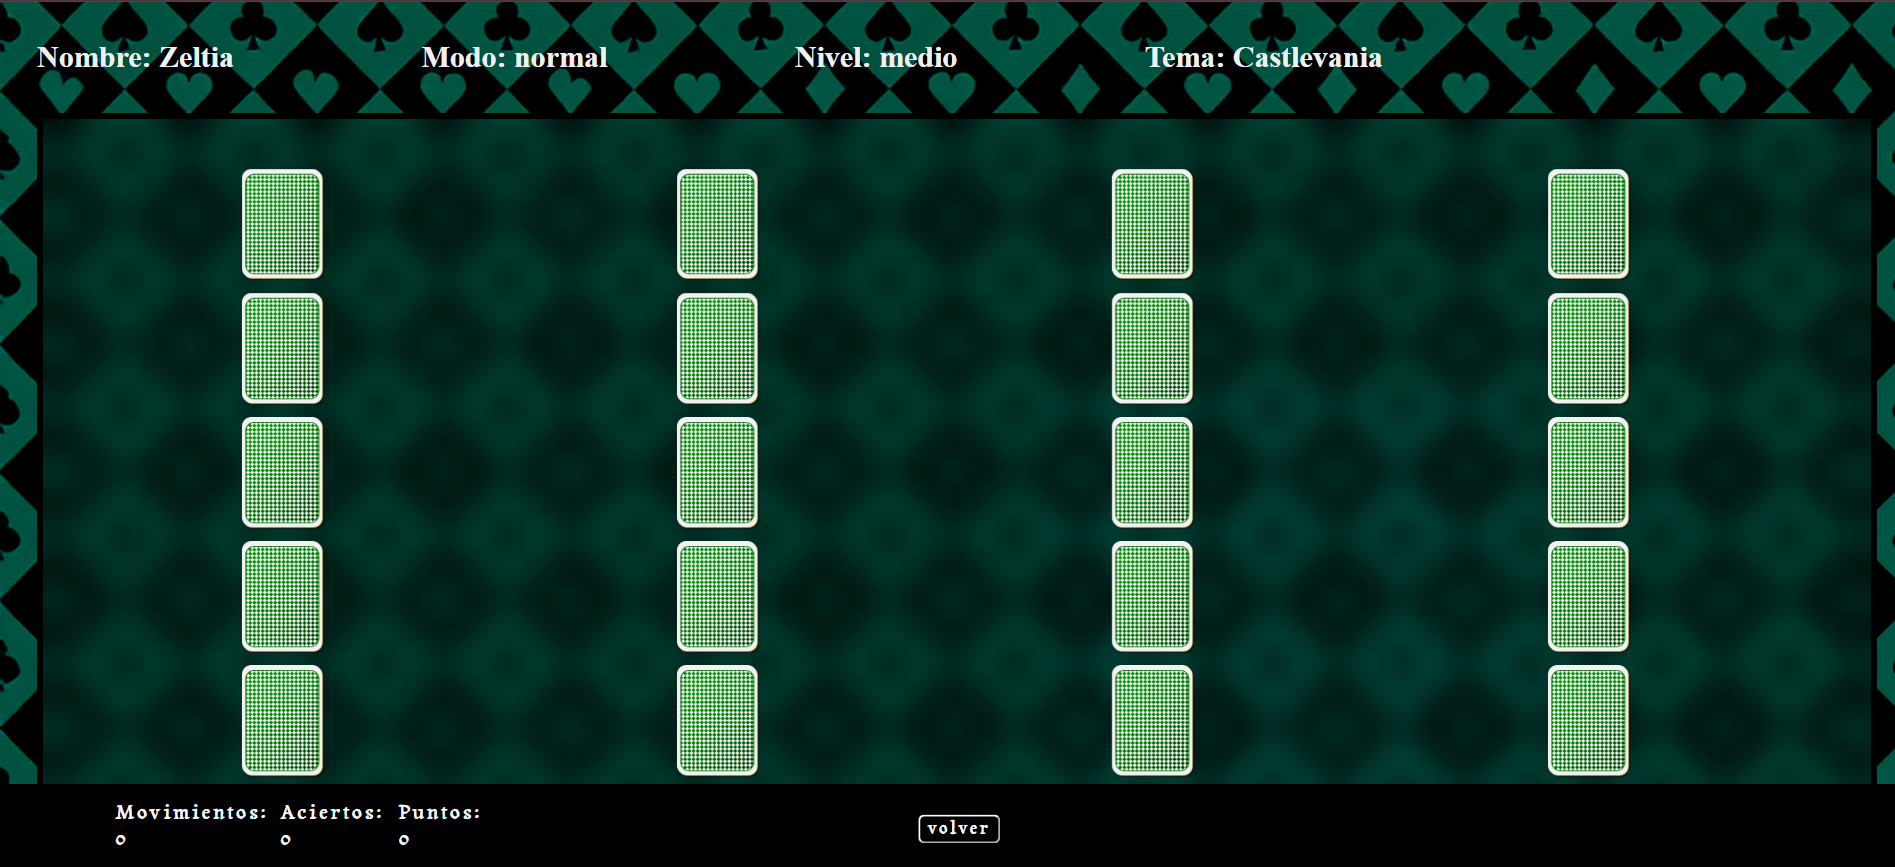 Nombre: Zeltia Modo: normal Nivel: medio Tema: Castlevania
Movimientos: Aciertos: Puntos:
0 0 0
volver